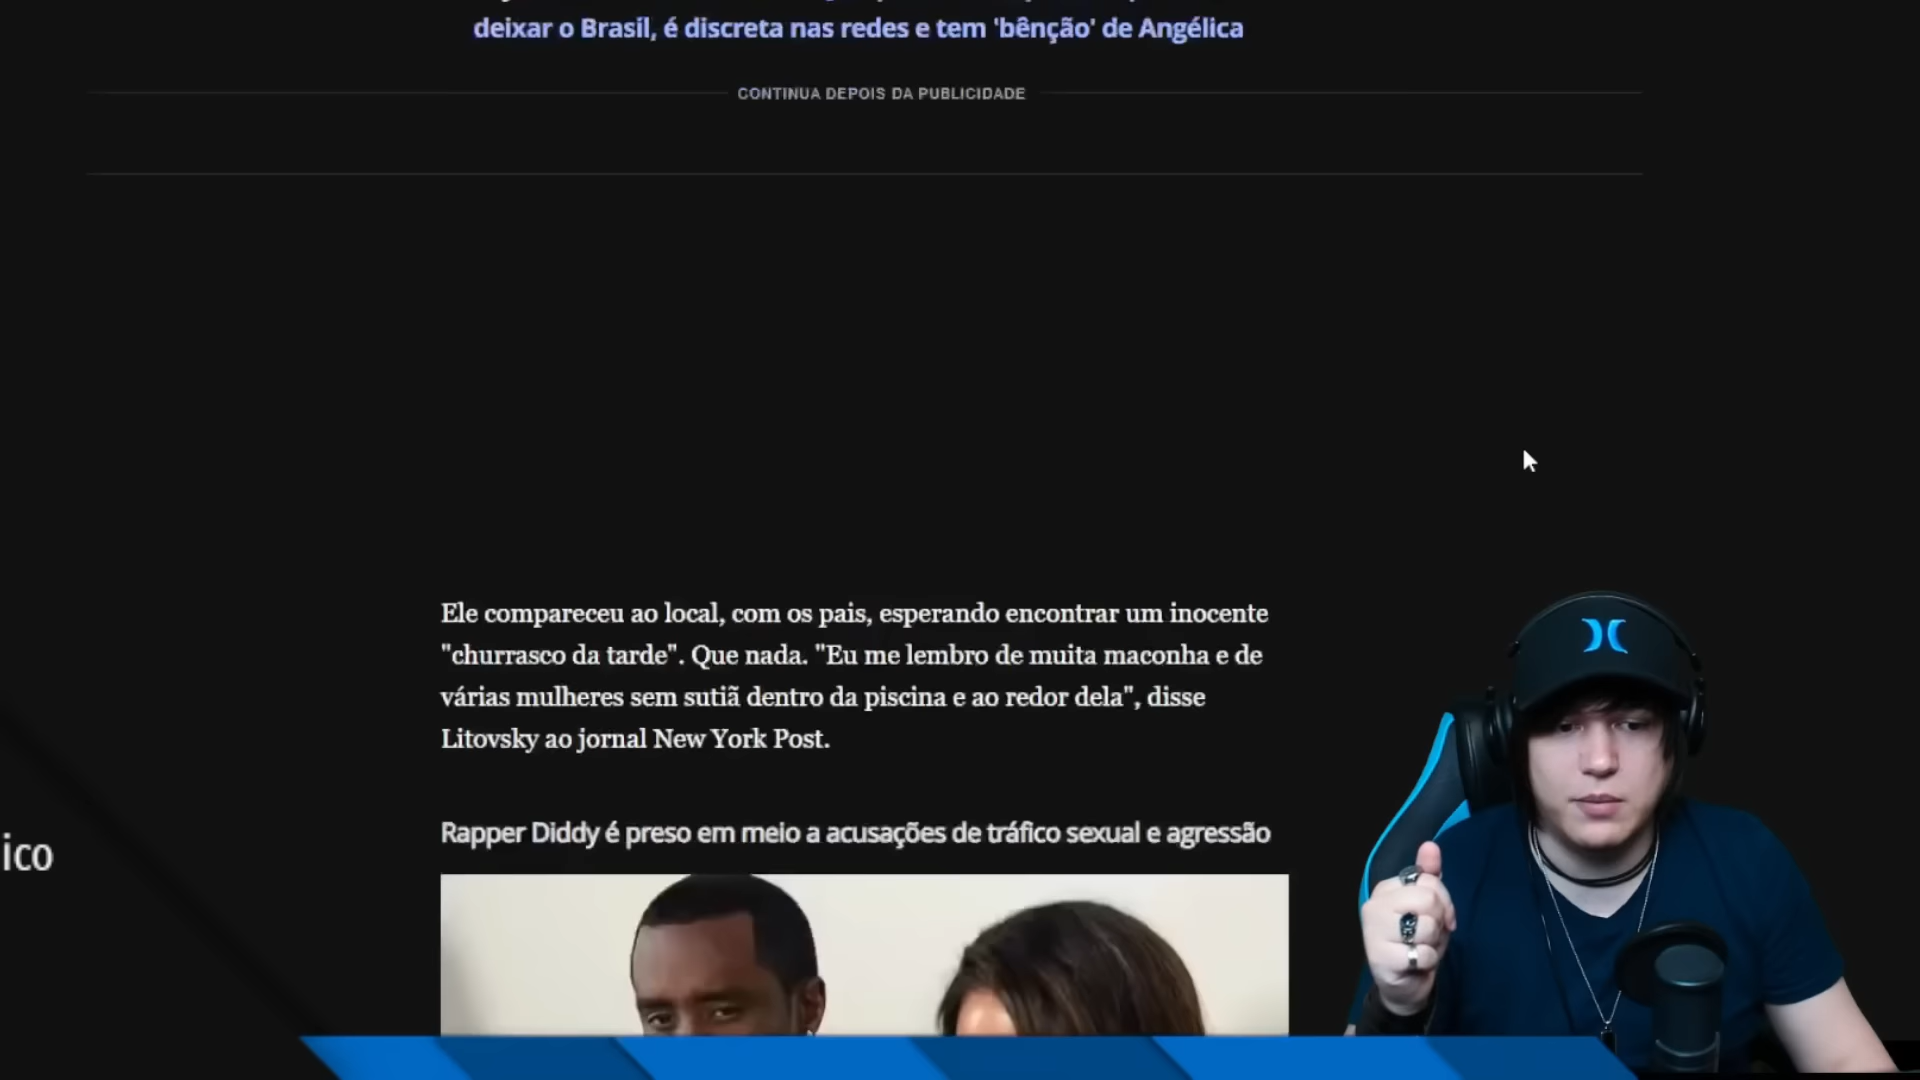 deixar o Brasil, é discreta nas redes e tem 'bênção' de Angélica
CONTINUA DEPOIS DA PUBLICIDADE
Ele compareceu ao local, com os pais, esperando encontrar um inocente
"churrasco da tarde". Que nada. "Eu me lembro de muita maconha e de
várias mulheres sem sutiã dentro da piscina e ao redor dela", disse
Litovsky ao jornal New York Post.
Rapper Diddy é preso em meio a acusações de tráfico sexual e agressão
ico